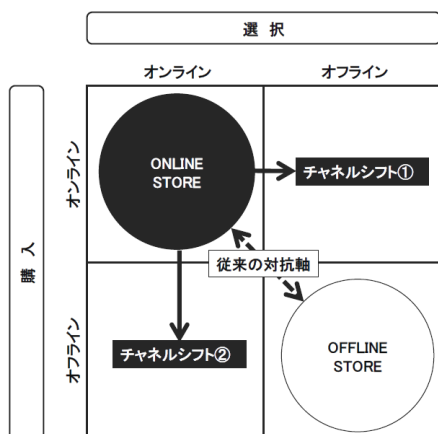 選択
オンライン
オフライン
購入
オンライン
ONLINE
STORE
チャネルシフト①
従来の対抗軸
オフライン
チャネルシフト②
OFFLINE
STORE